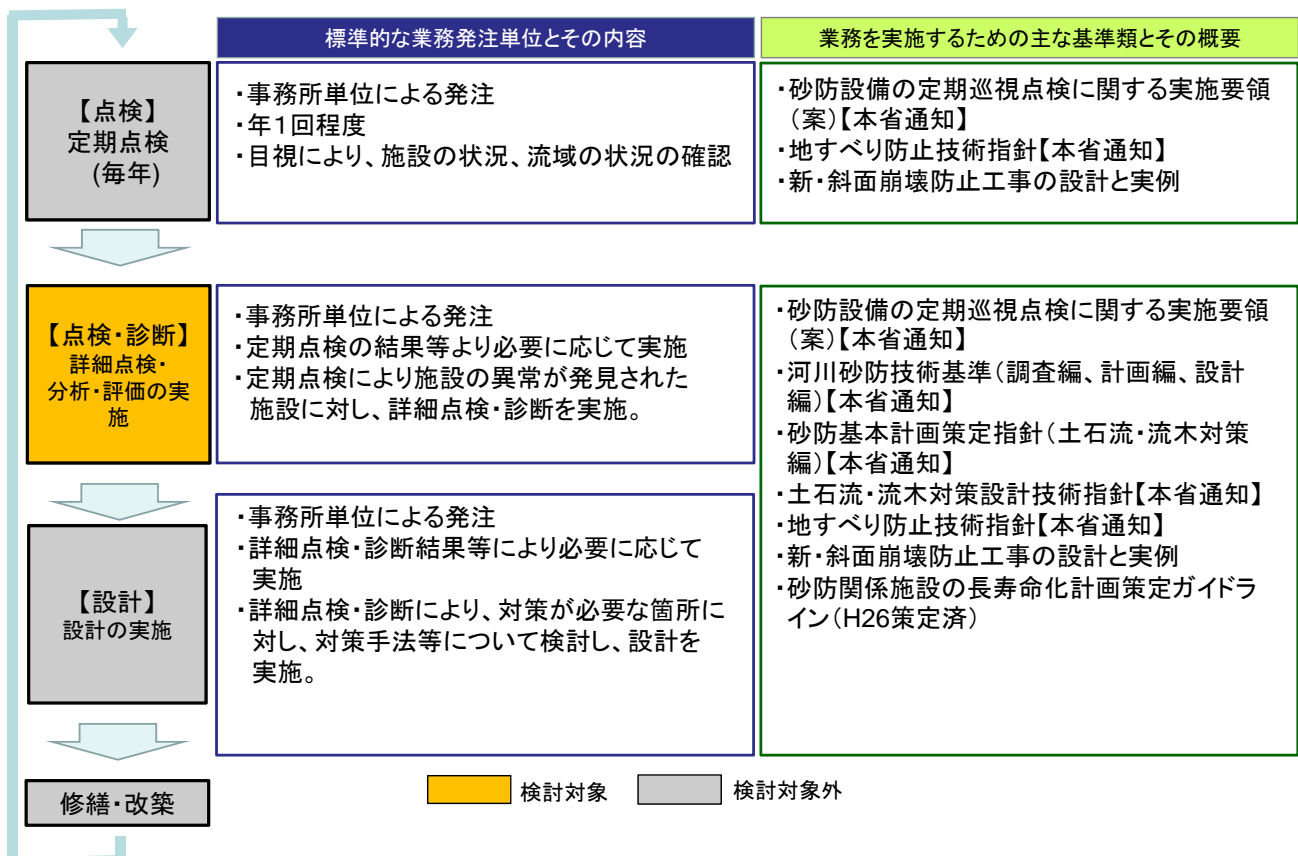 標準的な業務発注単位とその内容
業務を実施するための主な基準類とその概要
【点検】
定期点検
(毎年)
・事務所単位による発注
・年1回程度
・目視により、施設の状況、流域の状況の確認
・砂防設備の定期巡視点検に関する実施要領
(案)【本省通知】
・地すべり防止技術指針【本省通知】
・新・斜面崩壊防止工事の設計と実例
【点検・診断】
詳細点検・
分析・評価の実
施
・事務所単位による発注
・定期点検の結果等より必要に応じて実施
・定期点検により施設の異常が発見された
施設に対し、詳細点検・診断を実施。
・砂防設備の定期巡視点検に関する実施要領
(案)【本省通知】
・河川砂防技術基準(調査編、計画編、設計
編)【本省通知】
・砂防基本計画策定指針(土石流・流木対策
編)【本省通知】
・土石流・流木対策設計技術指針【本省通知】
・地すべり防止技術指針【本省通知】
・新・斜面崩壊防止工事の設計と実例
・砂防関係施設の長寿命化計画策定ガイドラ
イン(H26策定済)
【設計】
設計の実施
・事務所単位による発注
・詳細点検・診断結果等により必要に応じて
実施
・詳細点検・診断により、対策が必要な箇所に
対し、対策手法等について検討し、設計を
実施。
修繕・改築
検討対象
検討対象外